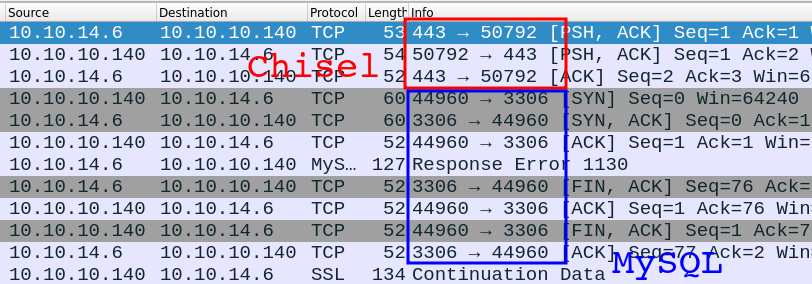 Source Destination Protocol Length Info
10.10.14.6 10.10.10.140 TCP 53 443 → 50792 [PSH, ACK] Seq=1 Ack=1
10.10.10.140 10.10.14.6 TCP 54 50792 → 443 [PSH, ACK] Seq=1 Ack=2
Chisel
10.10.14.6 10.10.10.140 TCP 52 443 → 50792 [ACK] Seq=2 Ack=3 Win=6
10.10.10.140 10.10.14.6 TCP 60 44960 → 3306 [SYN] Seq=0 Win=64240
10.10.14.6 10.10.10.140 TCP 60 3306 → 44960 [SYN, ACK] Seq=0 Ack=1
10.10.10.140 10.10.14.6 TCP 52 44960 → 3306 [ACK] Seq=1 Ack=1 Win=
10.10.14.6 10.10.10.140 MyS… 127 Response Error 1130
10.10.14.6 10.10.10.140 TCP 52 3306 → 44960 [FIN, ACK] Seq=76 Ack=
10.10.10.140 10.10.14.6 TCP 52 44960 → 3306 [ACK] Seq=1 Ack=76 Win
10.10.10.140 10.10.14.6 TCP 52 44960 → 3306 [FIN, ACK] Seq=1 Ack=7
10.10.14.6 10.10.10.140 TCP 52 3306 → 44960 [ACK] Seq=77 Ack=2 Win=
MySQL
10.10.10.140 10.10.14.6 SSL 134 Continuation Data